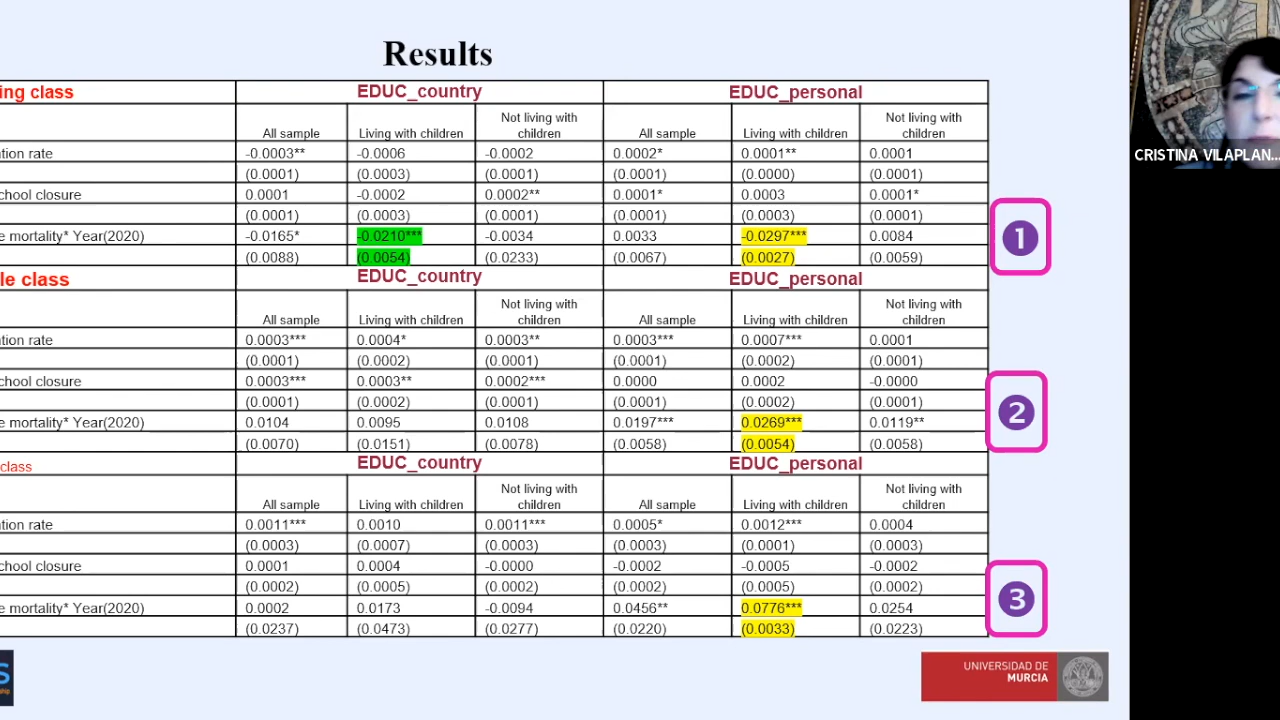 Results
ing class EDUC_country EDUC_personal
All sample Living with children Not living with children All sample Living with children Not living with children
tion rate -0.0003** -0.0006 -0.0002 0.0002* 0.0001** 0.0001
(0.0001) (0.0003) (0.0001) (0.0001) (0.0000) (0.0001)
chool closure 0.0001 -0.0002 0.0002** 0.0001* 0.0003 0.0001*
(0.0001) (0.0003) (0.0001) (0.0001) (0.0003) (0.0001)
e mortality* Year(2020) -0.0165* -0.0210*** -0.0034 0.0033 -0.0297*** 0.0084
(0.0088) (0.0054) (0.0233) (0.0067) (0.0027) (0.0059)
1
le class EDUC_country EDUC_personal
All sample Living with children Not living with children All sample Living with children Not living with children
tion rate 0.0003*** 0.0004* 0.0003** 0.0003*** 0.0007*** 0.0001
(0.0001) (0.0002) (0.0001) (0.0001) (0.0002) (0.0001)
chool closure 0.0003*** 0.0003** 0.0002*** 0.0000 0.0002 -0.0000
(0.0001) (0.0002) (0.0001) (0.0001) (0.0002) (0.0001)
e mortality* Year(2020) 0.0104 0.0095 0.0108 0.0197*** 0.0269*** 0.0119**
(0.0070) (0.0151) (0.0078) (0.0058) (0.0054) (0.0058)
2
class EDUC_country EDUC_personal
All sample Living with children Not living with children All sample Living with children Not living with children
tion rate 0.0011*** 0.0010 0.0011*** 0.0005* 0.0012*** 0.0004
(0.0003) (0.0007) (0.0003) (0.0003) (0.0001) (0.0003)
chool closure 0.0001 0.0004 -0.0000 -0.0002 -0.0005 -0.0002
(0.0002) (0.0005) (0.0002) (0.0002) (0.0005) (0.0002)
e mortality* Year(2020) 0.0002 0.0173 -0.0094 0.0456** 0.0776*** 0.0254
(0.0237) (0.0473) (0.0277) (0.0220) (0.0033) (0.0223)
3
S
hip
UNIVERSIDAD DE
MURCIA
CRISTINA VILAPLAN...